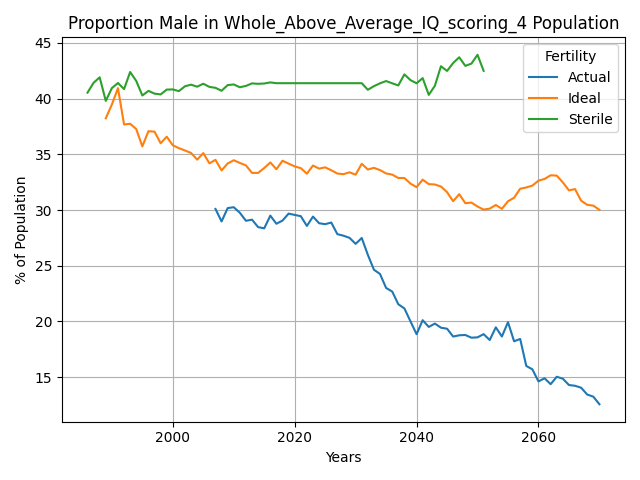 Proportion Male in Whole_Above_Average_IQ_scoring_4 Population
45
40
35
30
25
20
15
% of Population
Fertility
Actual
Ideal
Sterile
2000
2020
2040
2060
Years